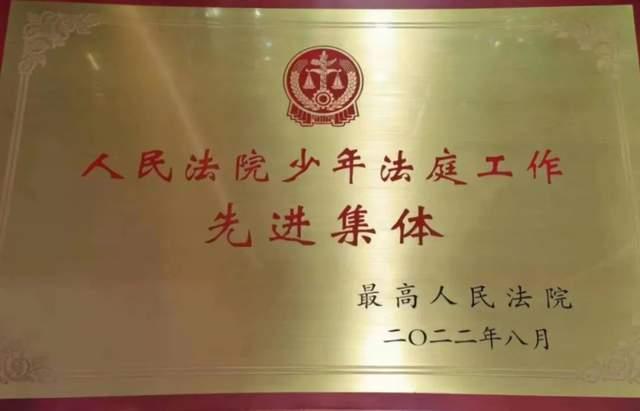 人民法院少年法庭工作
先进集体
最高人民法院
二〇二二年八月